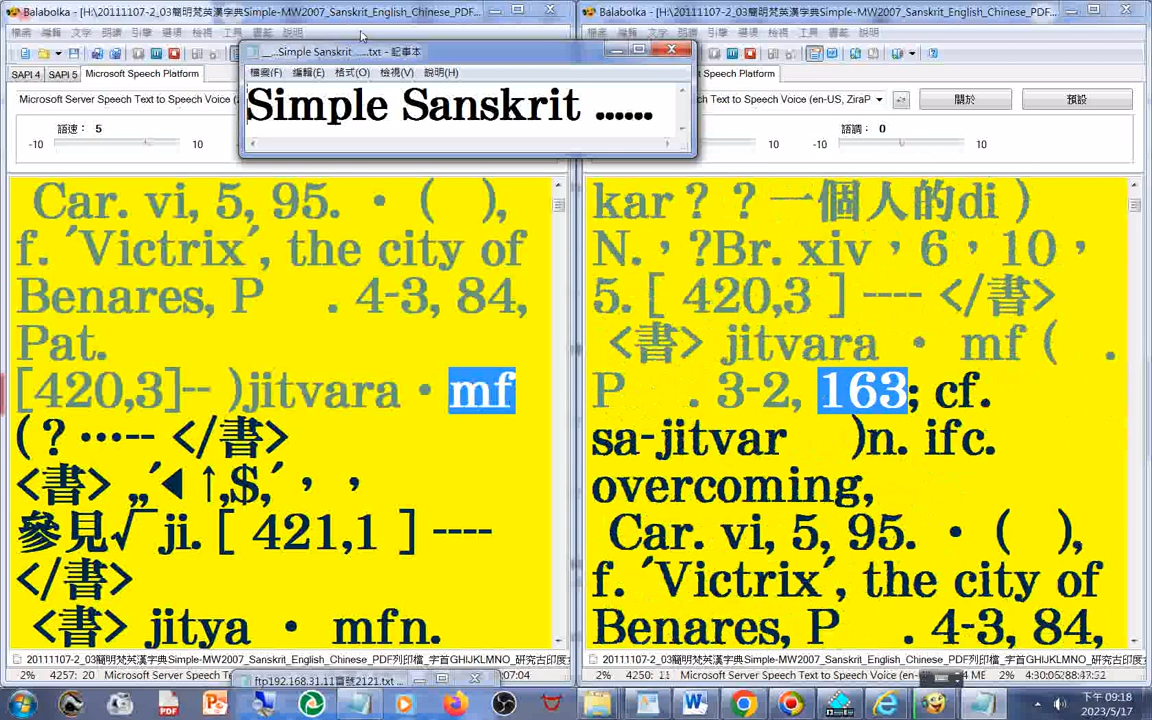 Balabolka - [H:\20111107-2_03簡明梵英漢字典Simple-MW2007_Sanskrit_English_Chinese_PDF...
Balabolka - [H:\20111107-2_03簡明梵英漢字典Simple-MW2007_Sanskrit_English_Chinese_PDF...
__...Simple Sanskrit ......txt - 記事本
檔案(F) 編輯(E) 格式(O) 檢視(V) 說明(H)
Simple Sanskrit ......
SAPI 4 SAPI 5 Microsoft Speech Platform
Speech Platform
Microsoft Server Speech Text to Speech Voice (
ch Text to Speech Voice (en-US, ZiraP
關於 預設
語速： 5
語調： 0
-10 10
10 -10 10
Car. vi, 5, 95. • ( ),
f. ´Victrix´, the city of
Benares, P . 4-3, 84,
Pat.
[420,3]-- )jitvara • mf
(？…-- </書>
<書> ,,´◄ ↑,$,´，，
參見√ ji. [ 421,1 ] ----
</書>
<書> jitya • mfn.
kar？？一個人的di )
N.，?Br. xiv，6，10，
5. [ 420,3 ] ---- </書>
<書> jitvara • mf ( .
P . 3-2, 163; cf.
sa-jitvar )n. ifc.
overcoming,
Car. vi, 5, 95. • ( ),
f. ´Victrix´, the city of
Benares, P . 4-3, 84,
20111107-2_03簡明梵英漢字典Simple-MW2007_Sanskrit_English_Chinese_PDF列印檔_字首GHIJKLMNO_研究古印度
20111107-2_03簡明梵英漢字典Simple-MW2007_Sanskrit_English_Chinese_PDF列印檔_字首GHIJKLMNO_研究古印度
2% 4257: 20 Microsoft Server Speech
ftp192.168.31.11賣號2121.txt ...
:07:04
2% 4250: 11 Microsoft Server Speech Te
下午 09:18
2023/5/17